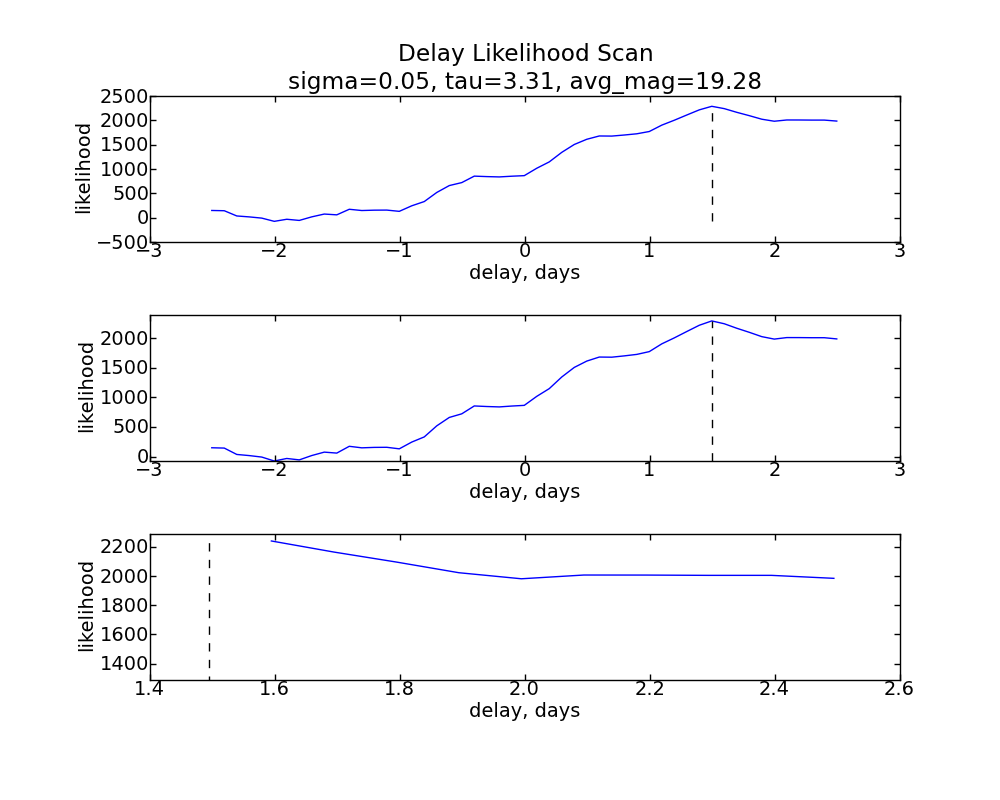 Delay Likelihood Scan
sigma=0.05, tau=3.31, avg_mag=19.28
2500
2000
1500
1000
500
0
−500
likelihood
−3 −2 −1 0 1 2 3
delay, days
2000
1500
1000
500
0
likelihood
−3 −2 −1 0 1 2 3
delay, days
2200
2000
1800
1600
1400
likelihood
1.4 1.6 1.8 2.0 2.2 2.4 2.6
delay, days